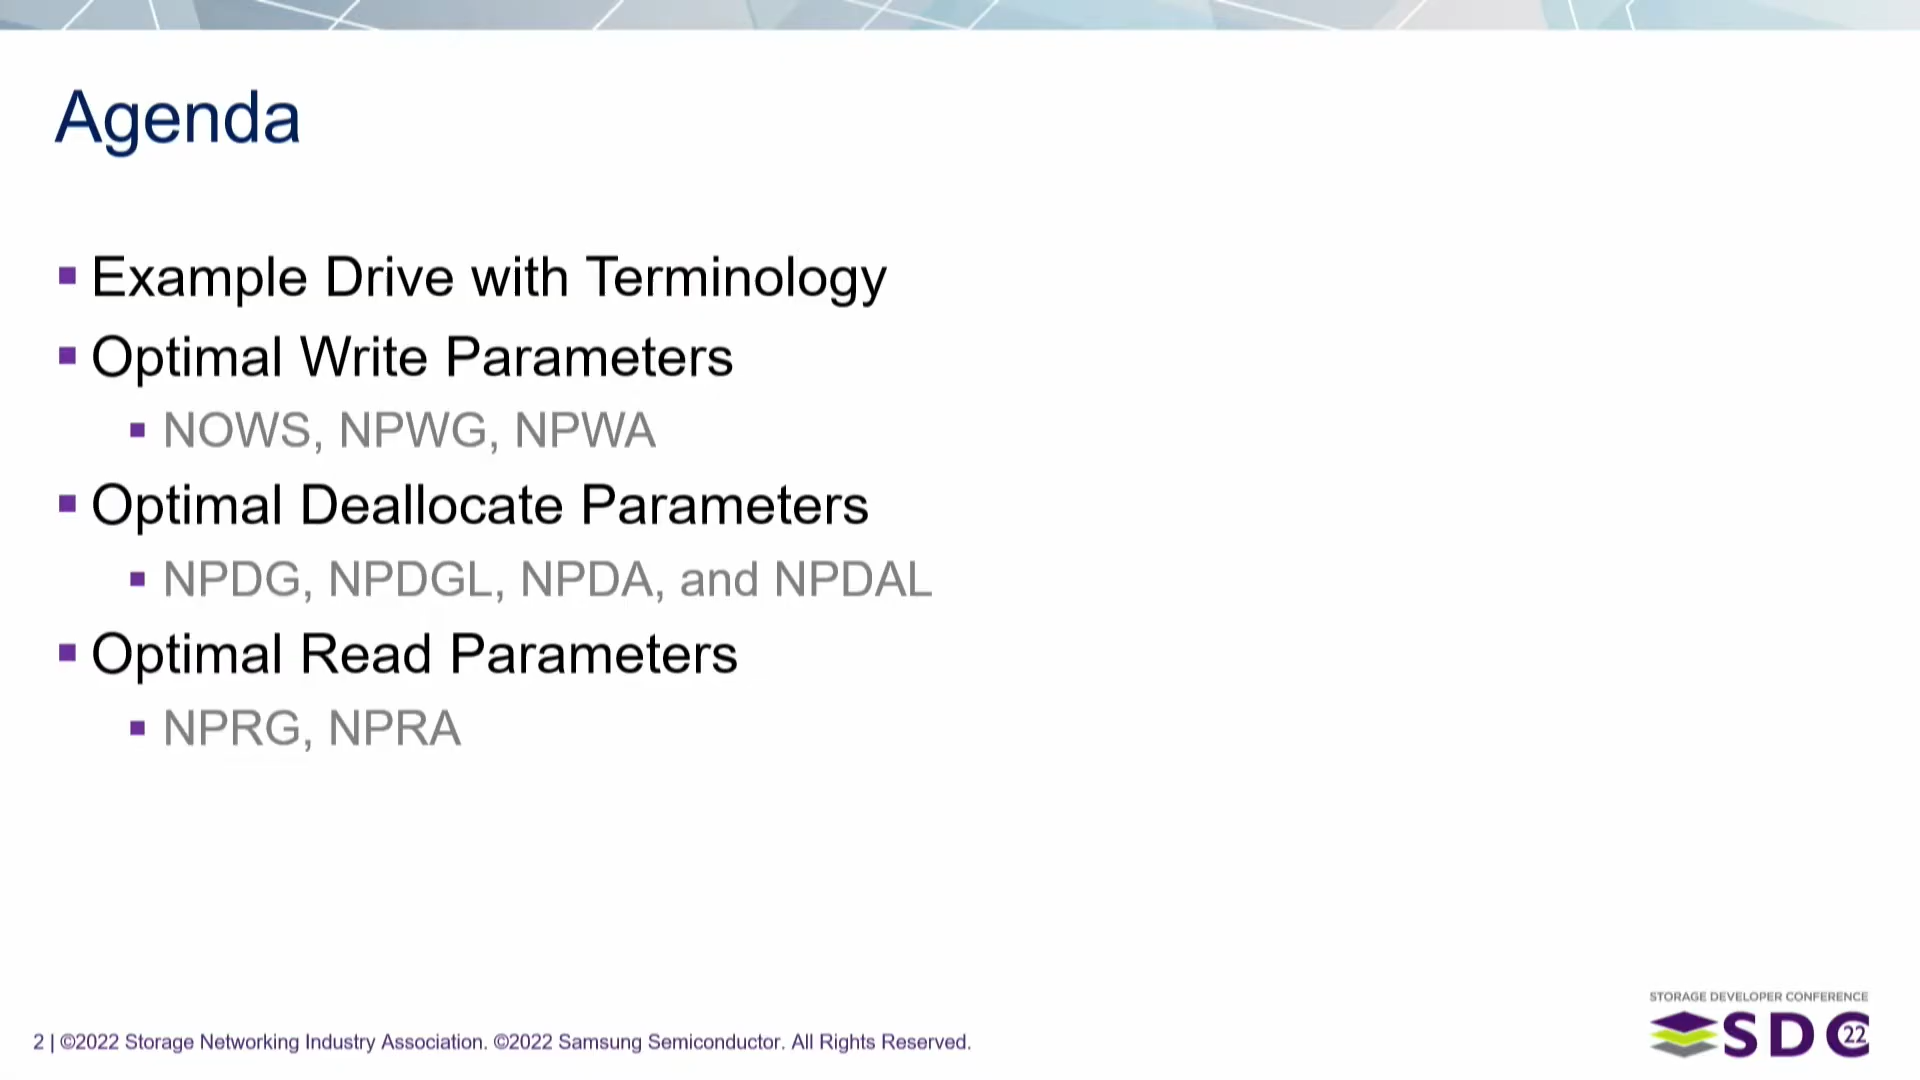 Agenda
Example Drive with Terminology
Optimal Write Parameters
NOWS, NPWG, NPWA
Optimal Deallocate Parameters
NPDG, NPDGL, NPDA, and NPDAL
Optimal Read Parameters
NPRG, NPRA
2 | ©2022 Storage Networking Industry Association. ©2022 Samsung Semiconductor. All Rights Reserved.
STORAGE DEVELOPER CONFERENCE
SDC 22